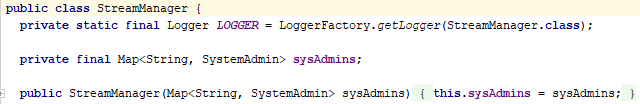 public class StreamManager {
private static final Logger LOGGER = LoggerFactory.getLogger(StreamManager.class);
private final Map<String, SystemAdmin> sysAdmins;
public StreamManager(Map<String, SystemAdmin> sysAdmins) { this.sysAdmins = sysAdmins; }